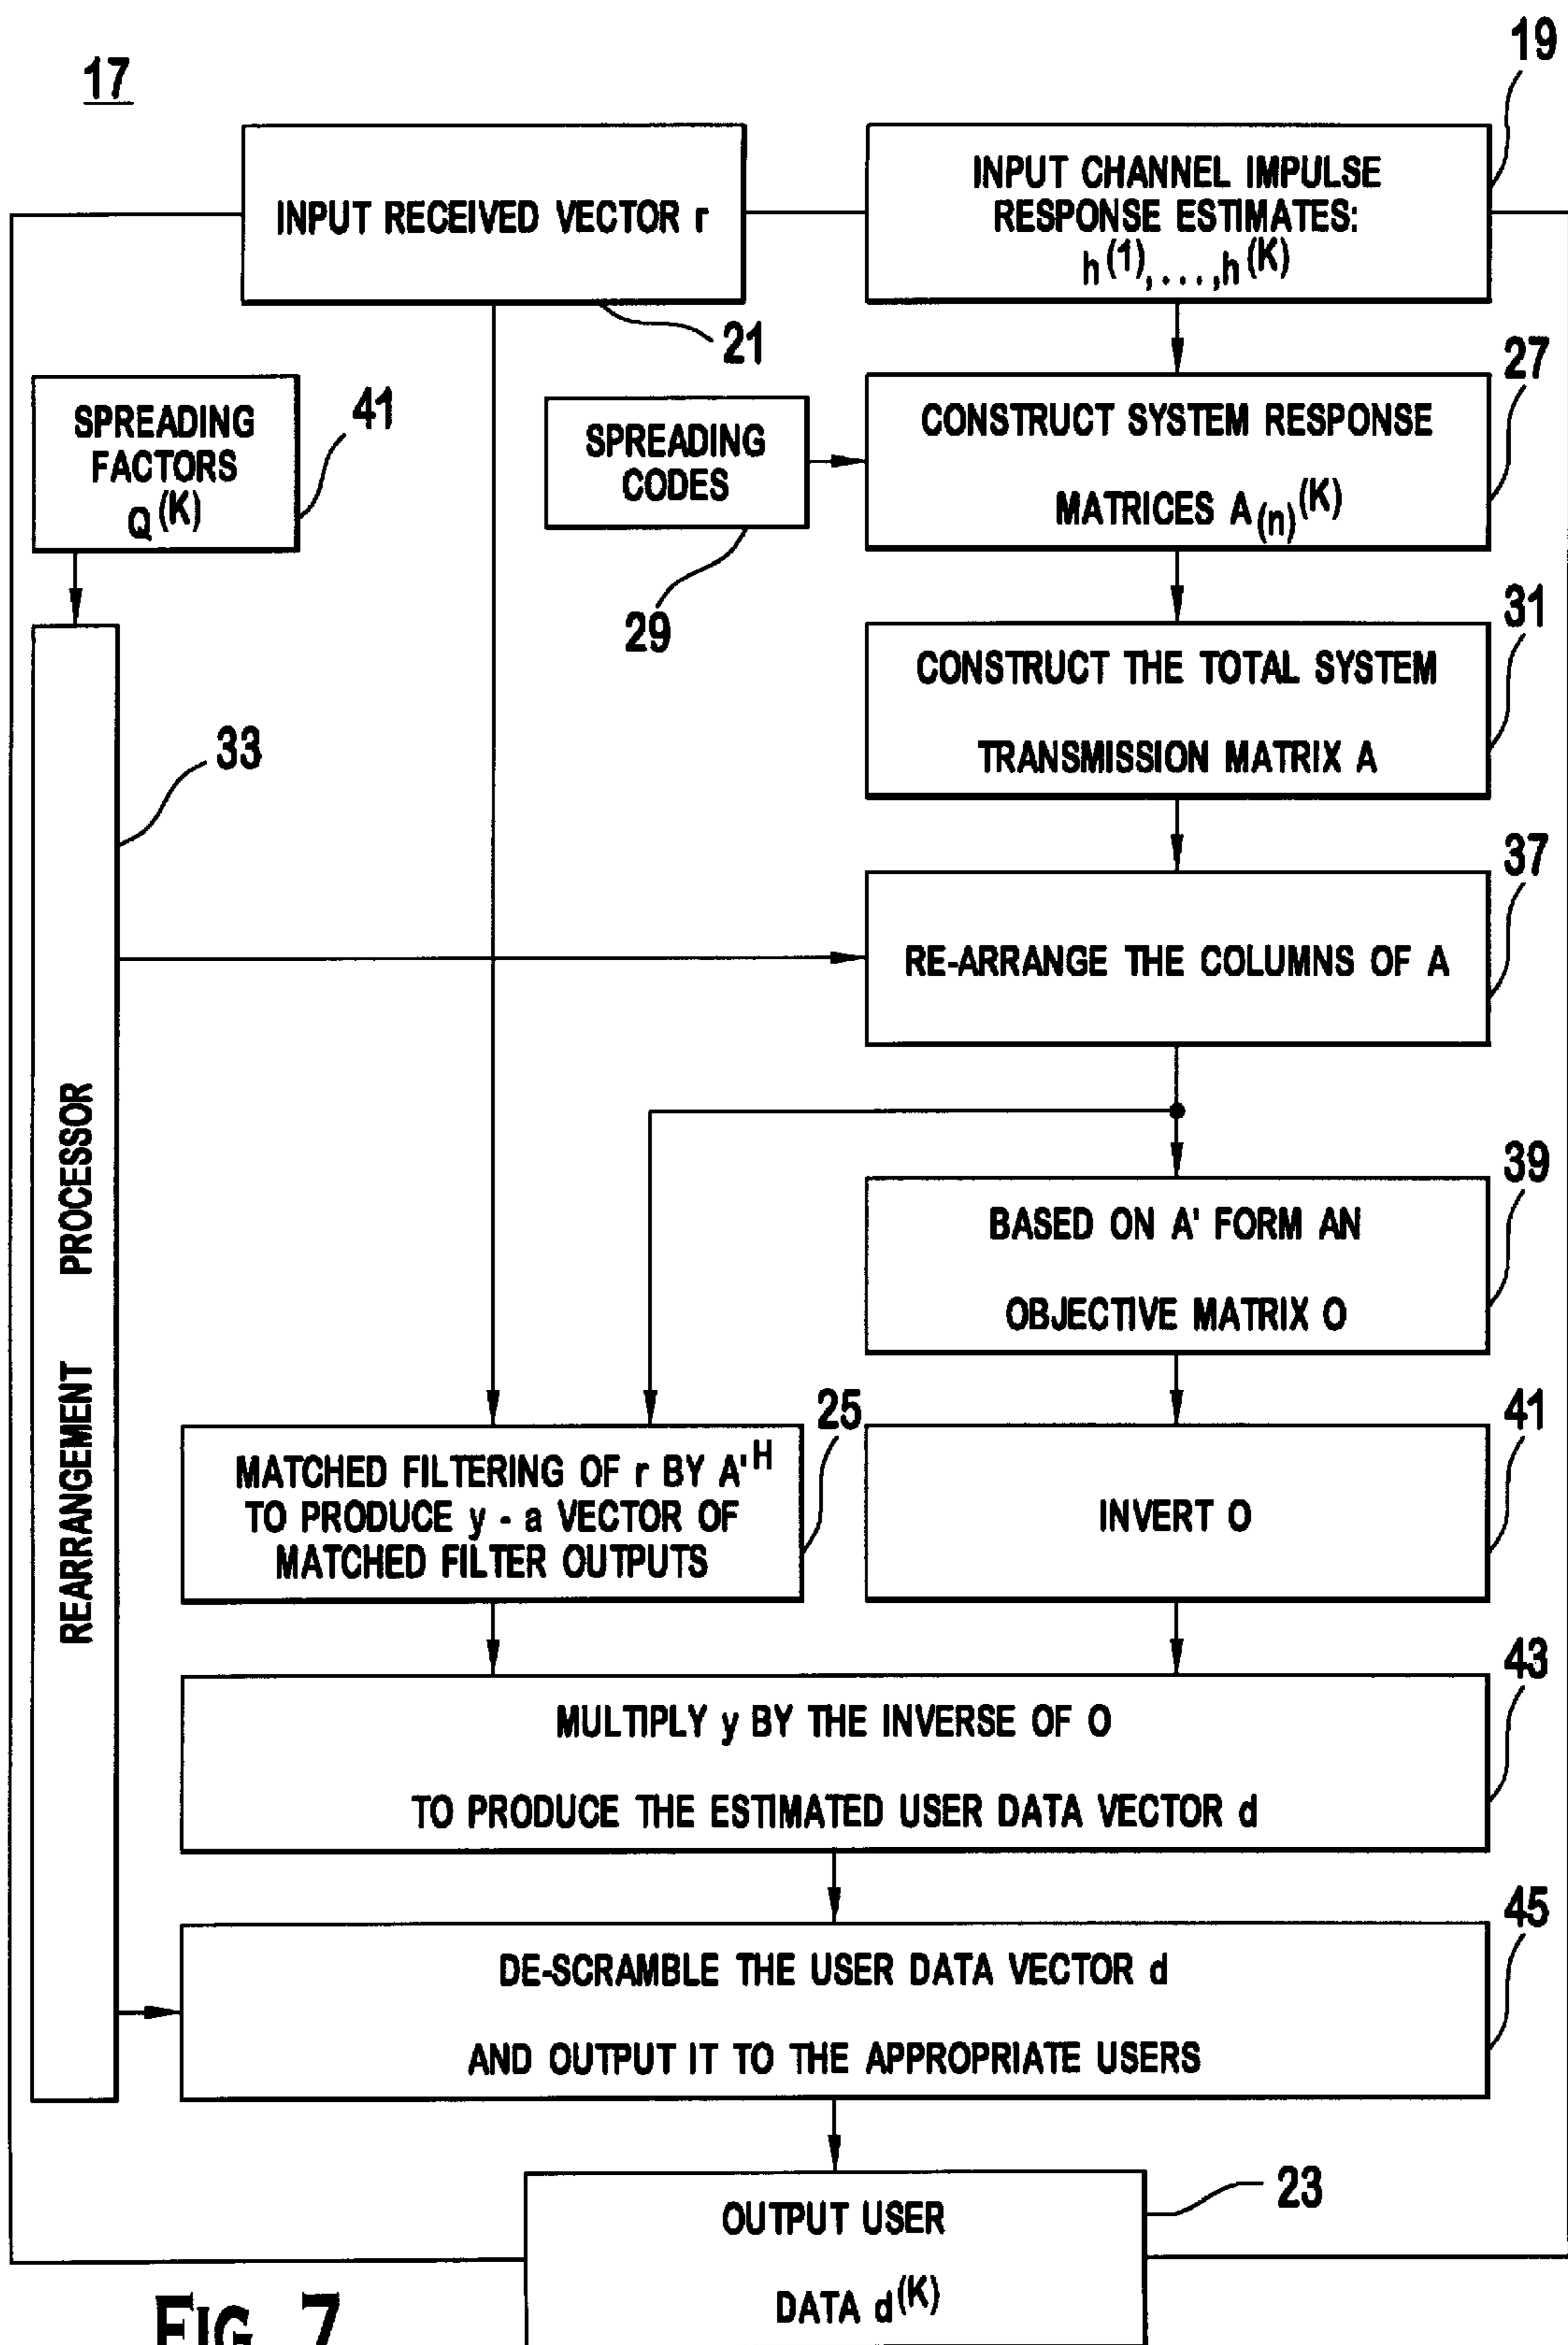 17
19
INPUT RECEIVED VECTOR r
INPUT CHANNEL IMPULSE
RESPONSE ESTIMATES:
h(1),...,h(K)
21
27
SPREADING
FACTORS
Q(K)
41
SPREADING
CODES
29
CONSTRUCT SYSTEM RESPONSE
MATRICES A(n)(K)
31
CONSTRUCT THE TOTAL SYSTEM
TRANSMISSION MATRIX A
33
37
RE-ARRANGE THE COLUMNS OF A
REARRANGEMENT PROCESSOR
39
BASED ON A' FORM AN
OBJECTIVE MATRIX O
25
MATCHED FILTERING OF r BY A'H
TO PRODUCE y - a VECTOR OF
MATCHED FILTER OUTPUTS
41
INVERT O
43
MULTIPLY y BY THE INVERSE OF O
TO PRODUCE THE ESTIMATED USER DATA VECTOR d
45
DE-SCRAMBLE THE USER DATA VECTOR d
AND OUTPUT IT TO THE APPROPRIATE USERS
23
OUTPUT USER
DATA d(K)
FIG. 7